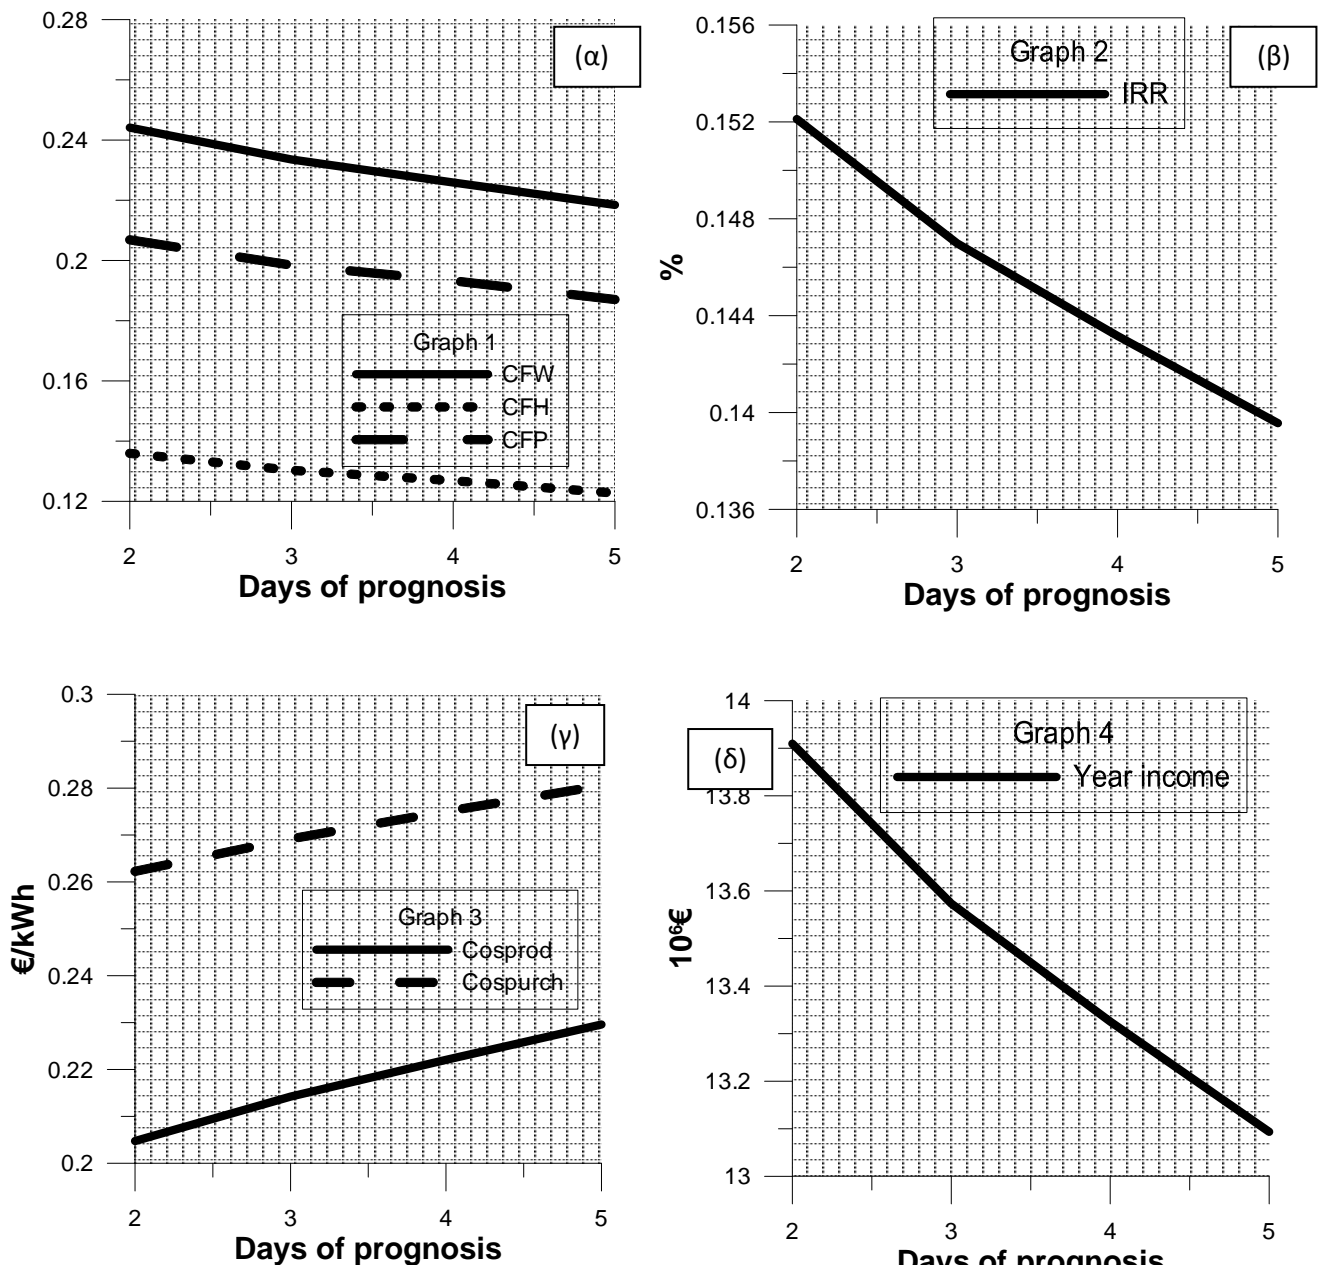 0.28
0.24
0.2
0.16
0.12
(α)
Graph 1
CFW
CFH
CFP
2 3 4 5
Days of prognosis
0.156
0.152
0.148
0.144
0.14
0.136
%
Graph 2
IRR
(β)
2 3 4 5
Days of prognosis
0.3
0.28
0.26
0.24
0.22
0.2
€/kWh
(γ)
Graph 3
Cosprod
Cospurch
2 3 4 5
Days of prognosis
14
13.8
13.6
13.4
13.2
13
10⁶€
(δ)
Graph 4
Year income
2 3 4 5
Days of prognosis